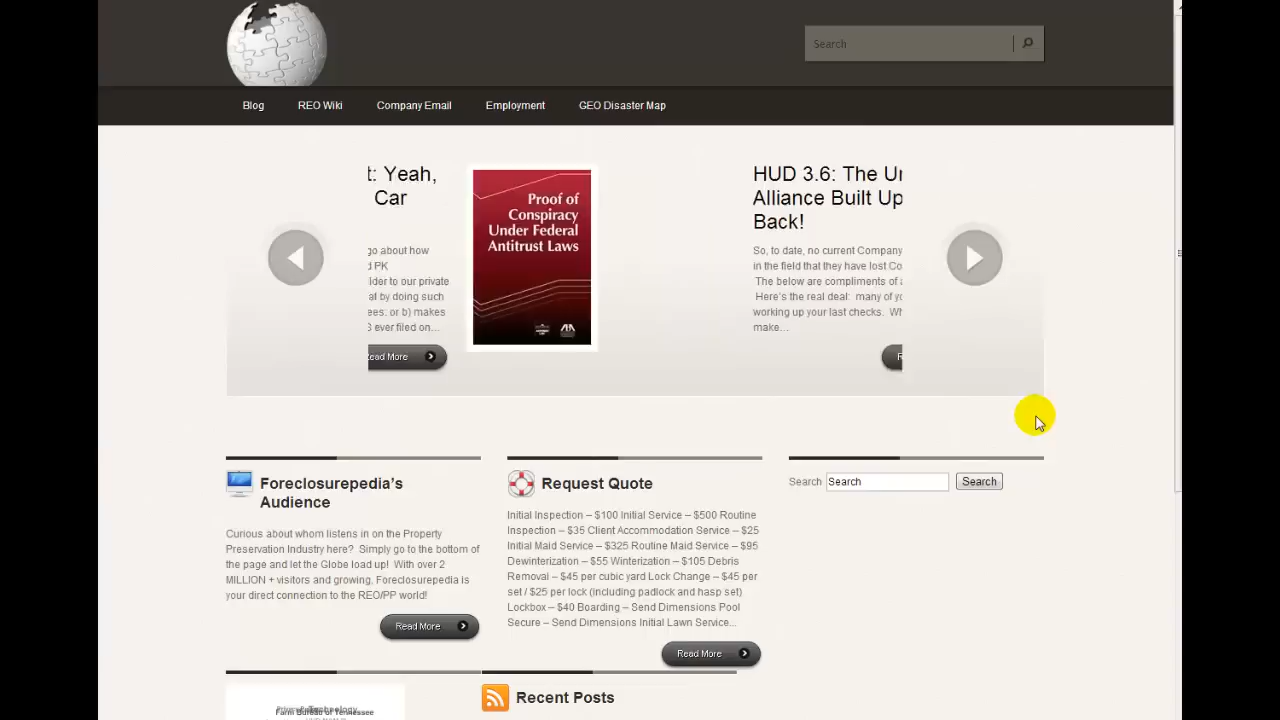 Search
Blog REO Wiki Company Email Employment GEO Disaster Map
t: Yeah,
Car
go about how
d PK
ilder to our private
at by doing such
ees: or b) makes
ever filed on...
Read More
Proof of
Conspiracy
Under Federal
Antitrust Laws
HUD 3.6: The Ur
Alliance Built Up
Back!
So, to date, no current Company
in the field that they have lost Co
The below are compliments of a
Here's the real deal: many of yo
working up your last checks. Wh
make...
R
Foreclosurepedia's
Audience
Curious about whom listens in on the Property
Preservation Industry here? Simply go to the bottom of
the page and let the Globe load up! With over 2
MILLION + visitors and growing, Foreclosurepedia is
your direct connection to the REO/PP world!
Read More
Request Quote
Initial Inspection – $100 Initial Service – $500 Routine
Inspection – $35 Client Accommodation Service – $25
Initial Maid Service – $325 Routine Maid Service – $95
Dewinterization – $55 Winterization – $105 Debris
Removal – $45 per cubic yard Lock Change – $45 per
set / $25 per lock (including padlock and hasp set)
Lockbox – $40 Boarding – Send Dimensions Pool
Secure – Send Dimensions Initial Lawn Service...
Read More
Search Search Search
Technology
Farm Bureau of Tennessee
Recent Posts